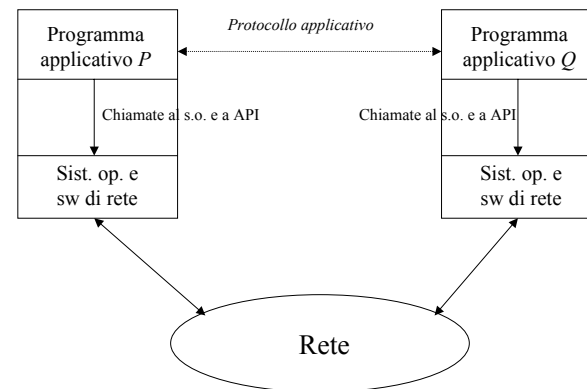 Programma
applicativo P
Protocollo applicativo
Programma
applicativo Q
Chiamate al s.o. e a API
Chiamate al s.o. e a API
Sist. op. e
sw di rete
Sist. op. e
sw di rete
Rete